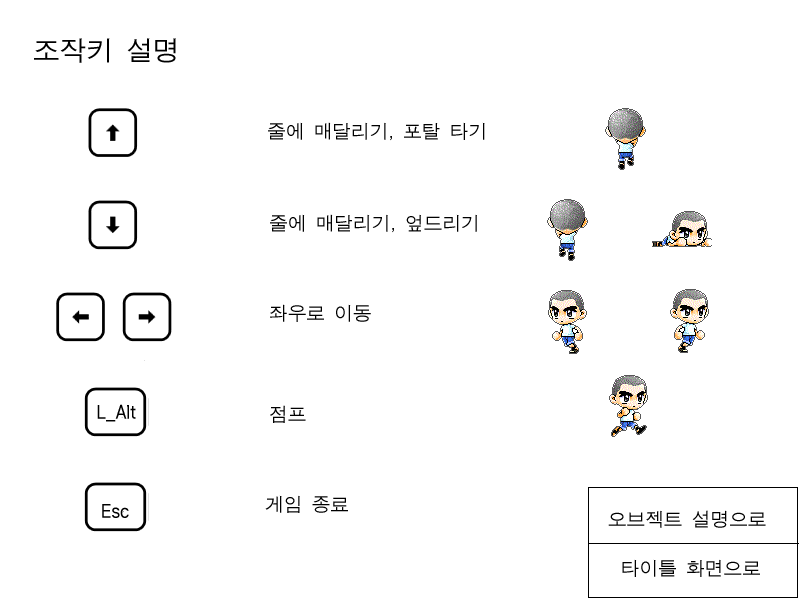 조작키 설명
줄에 매달리기, 포탈 타기
줄에 매달리기, 엎드리기
좌우로 이동
L_Alt
점프
Esc
게임 종료
오브젝트 설명으로
타이틀 화면으로